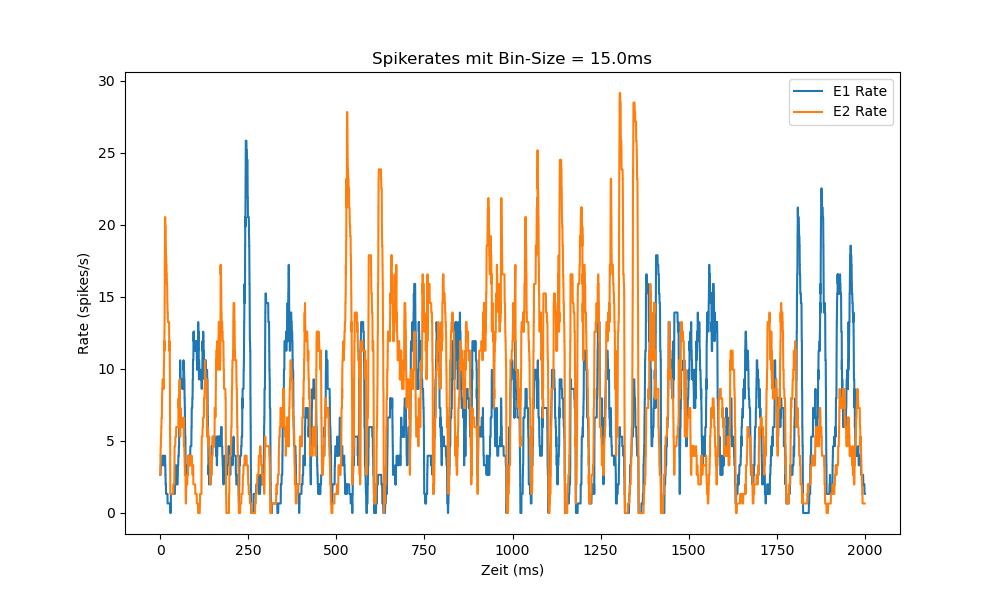 Spikerates mit Bin-Size = 15.0ms
E1 Rate
E2 Rate
Rate (spikes/s)
30
25
20
15
10
5
0
0 250 500 750 1000 1250 1500 1750 2000
Zeit (ms)